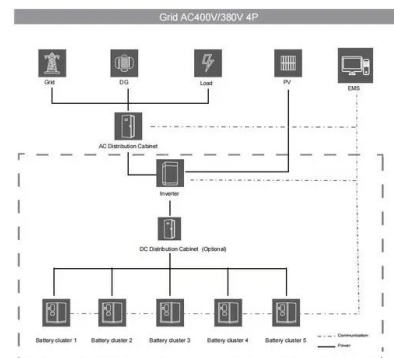 Grid AC400V/380V 4P
Grid DG Load PV EMS
AC Distribution Cabinet
Inverter
DC Distribution Cabinet (Optional)
Battery cluster 1 Battery cluster 2 Battery cluster 3 Battery cluster 4 Battery cluster 5
Communication
Power